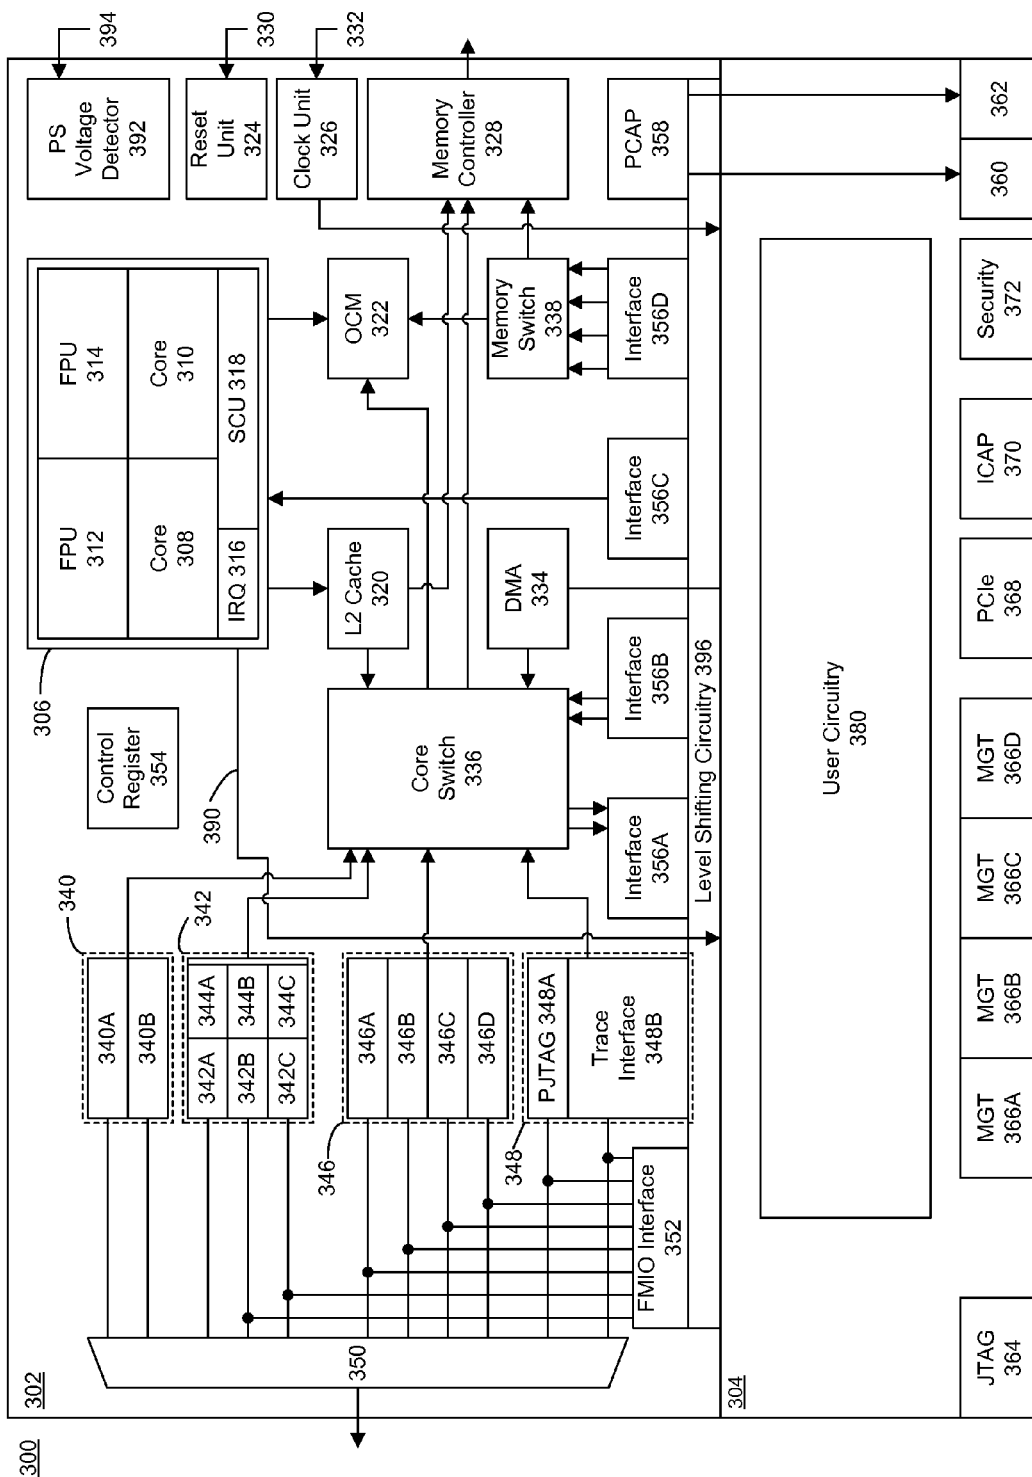 300
302
394
330
332
PS
Voltage
Detector
392
Reset
Unit
324
Clock Unit
326
Memory
Controller
328
PCAP
358
306
FPU
312
FPU
314
Core
308
Core
310
IRQ 316
SCU 318
Control
Register
354
390
L2 Cache
320
OCM
322
Core
Switch
336
DMA
334
Memory
Switch
338
340
340A
340B
342
342A
344A
342B
344B
342C
344C
346
346A
346B
346C
346D
348
PJTAG 348A
Trace
Interface
348B
350
FMIO Interface
352
Interface
356A
Interface
356B
Interface
356C
Interface
356D
Level Shifting Circuitry 396
304
User Circuitry
380
JTAG
364
MGT
366A
MGT
366B
MGT
366C
MGT
366D
PCIe
368
ICAP
370
Security
372
360
362